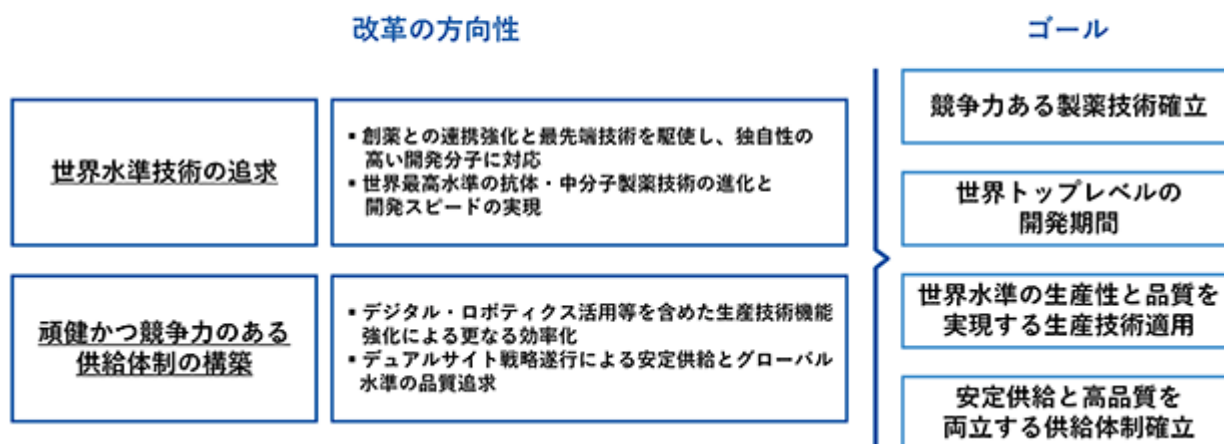 改革の方向性
ゴール
世界水準技術の追求
▪ 創薬との連携強化と最先端技術を駆使し、独自性の
高い開発分子に対応
▪ 世界最高水準の抗体・中分子製薬技術の進化と
開発スピードの実現
頑健かつ競争力のある
供給体制の構築
▪ デジタル・ロボティクス活用等を含めた生産技術機能
強化による更なる効率化
▪ デュアルサイト戦略遂行による安定供給とグローバル
水準の品質追求
競争力ある製薬技術確立
世界トップレベルの
開発期間
世界水準の生産性と品質を
実現する生産技術適用
安定供給と高品質を
両立する供給体制確立